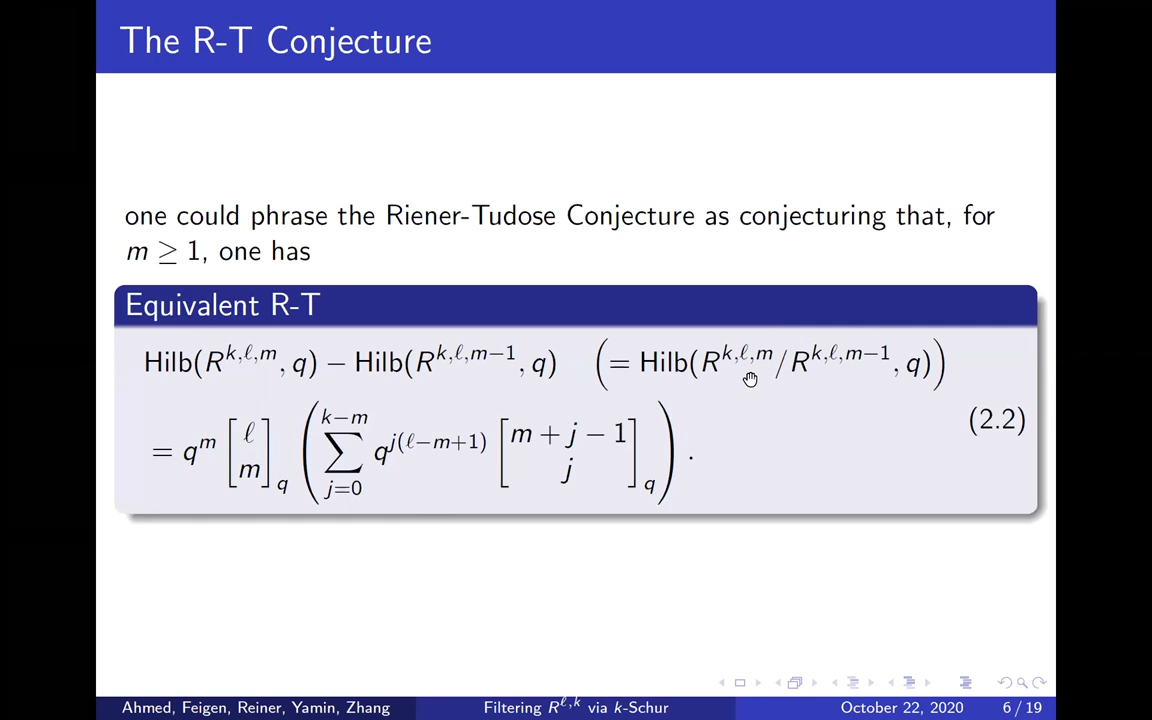 The R-T Conjecture
one could phrase the Riener-Tudose Conjecture as conjecturing that, for
m ≥ 1, one has
Equivalent R-T
Hilb(R^{k,ℓ,m}, q) − Hilb(R^{k,ℓ,m−1}, q) (= Hilb(R^{k,ℓ,m}/R^{k,ℓ,m−1}, q))
= q^m [ℓ m]_q (∑_{j=0}^{k−m} q^{j(ℓ−m+1)} [m + j − 1 j]_q). (2.2)
Ahmed, Feigen, Reiner, Yamin, Zhang Filtering R^{ℓ,k} via k-Schur October 22, 2020 6 / 19